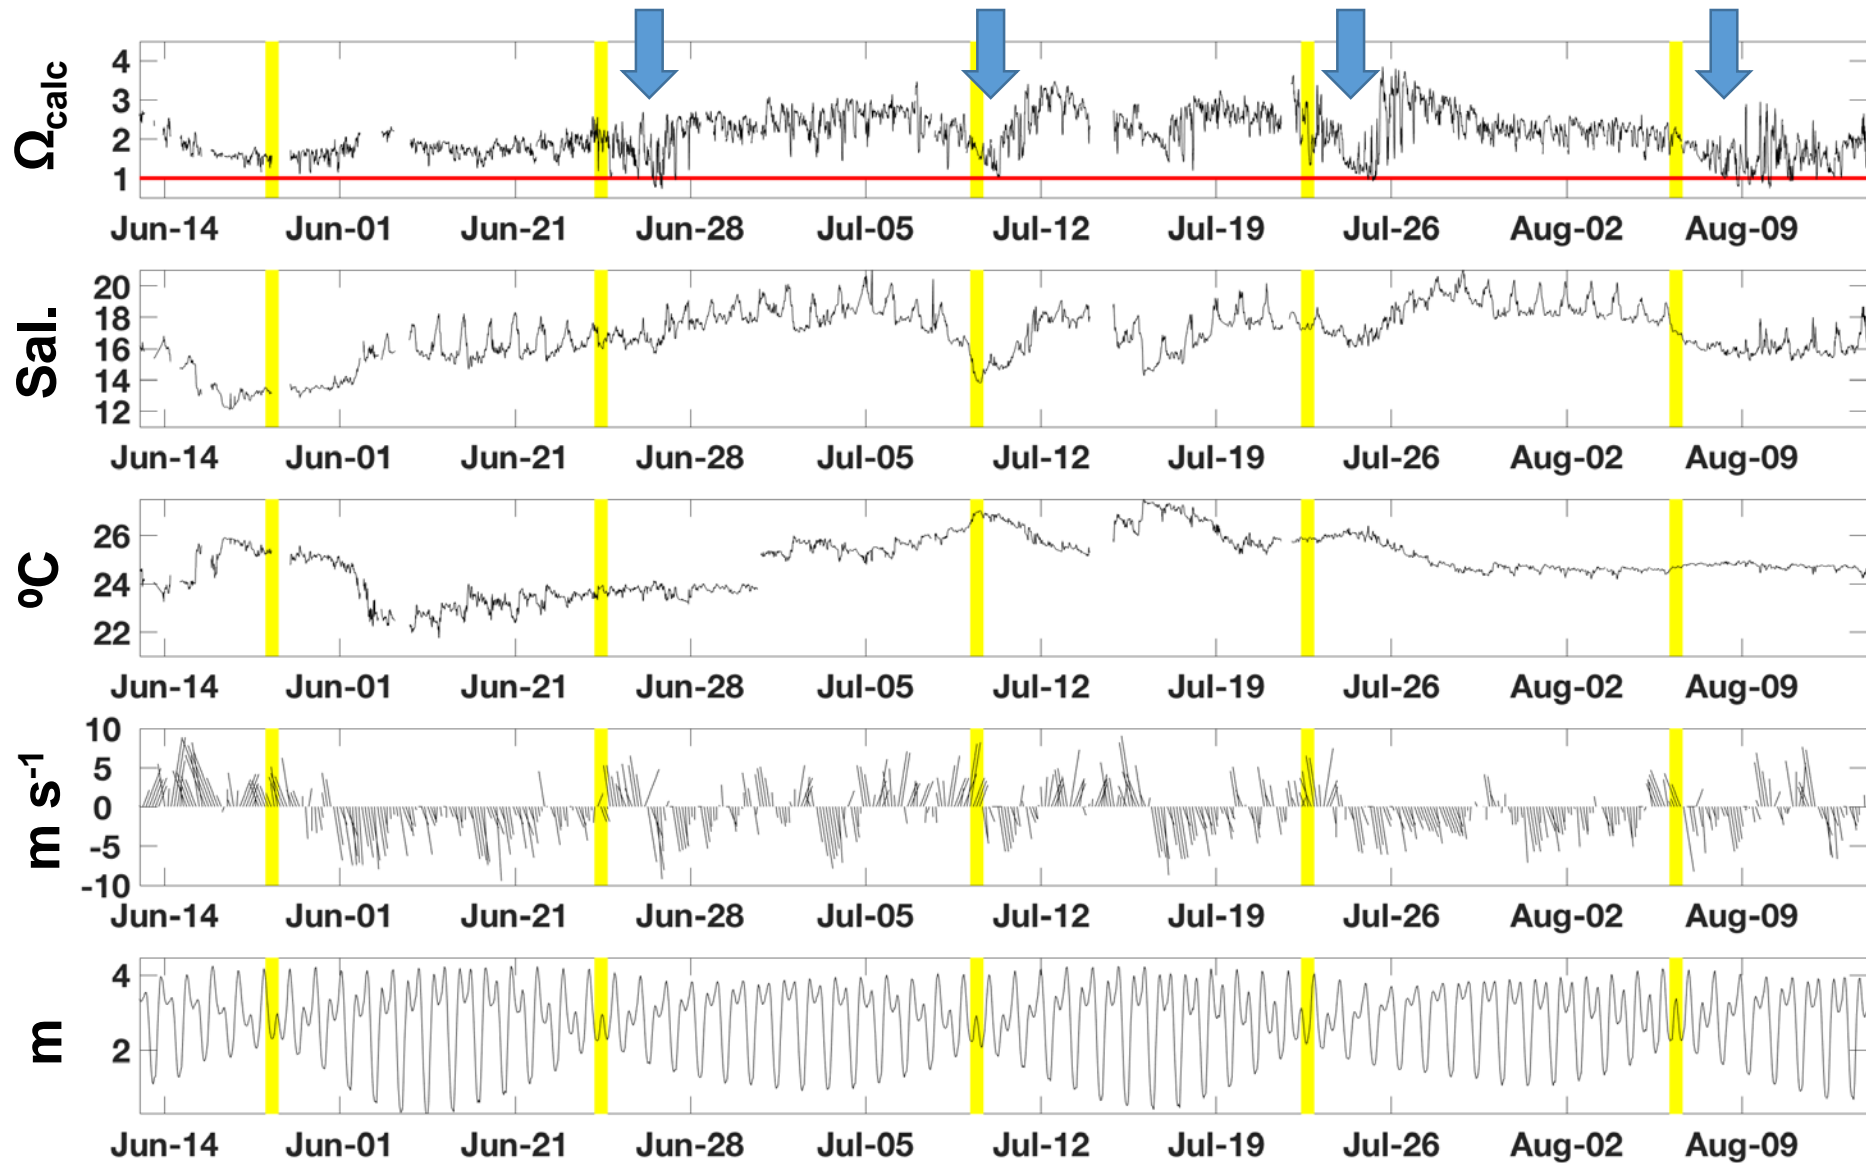 Ωcalc
4
3
2
1
Jun-14 Jun-01 Jun-21 Jun-28 Jul-05 Jul-12 Jul-19 Jul-26 Aug-02 Aug-09
Sal.
20
18
16
14
12
Jun-14 Jun-01 Jun-21 Jun-28 Jul-05 Jul-12 Jul-19 Jul-26 Aug-02 Aug-09
ºC
26
24
22
Jun-14 Jun-01 Jun-21 Jun-28 Jul-05 Jul-12 Jul-19 Jul-26 Aug-02 Aug-09
m s-1
10
5
0
-5
-10
Jun-14 Jun-01 Jun-21 Jun-28 Jul-05 Jul-12 Jul-19 Jul-26 Aug-02 Aug-09
m
4
2
Jun-14 Jun-01 Jun-21 Jun-28 Jul-05 Jul-12 Jul-19 Jul-26 Aug-02 Aug-09